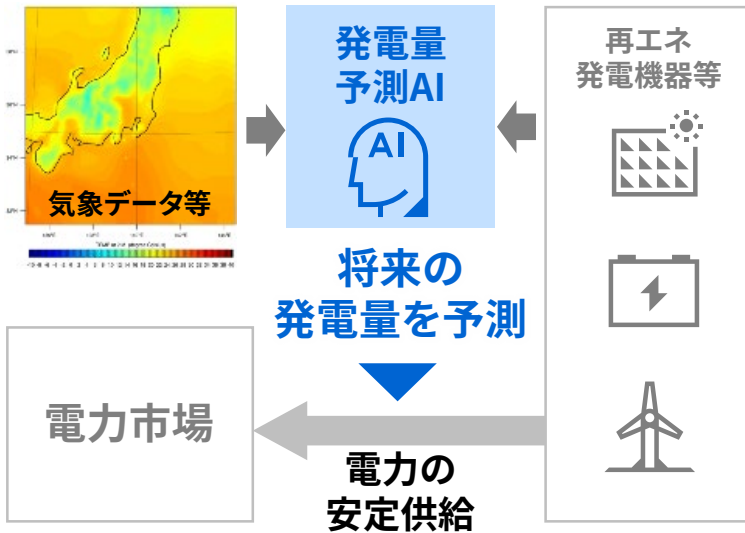 発電量
予測AI
AI
再エネ
発電機器等
気象データ等
将来の
発電量を予測
電力市場
電力の
安定供給